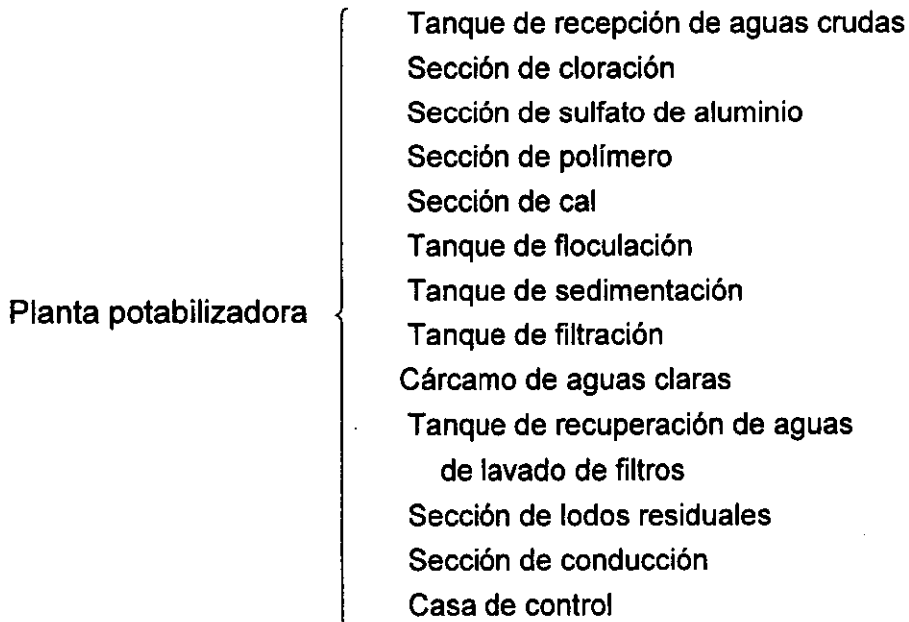 Tanque de recepción de aguas crudas
Sección de cloración
Sección de sulfato de aluminio
Sección de polímero
Sección de cal
Tanque de floculación
Tanque de sedimentación
Planta potabilizadora
Tanque de filtración
Cárcamo de aguas claras
Tanque de recuperación de aguas
de lavado de filtros
Sección de lodos residuales
Sección de conducción
Casa de control